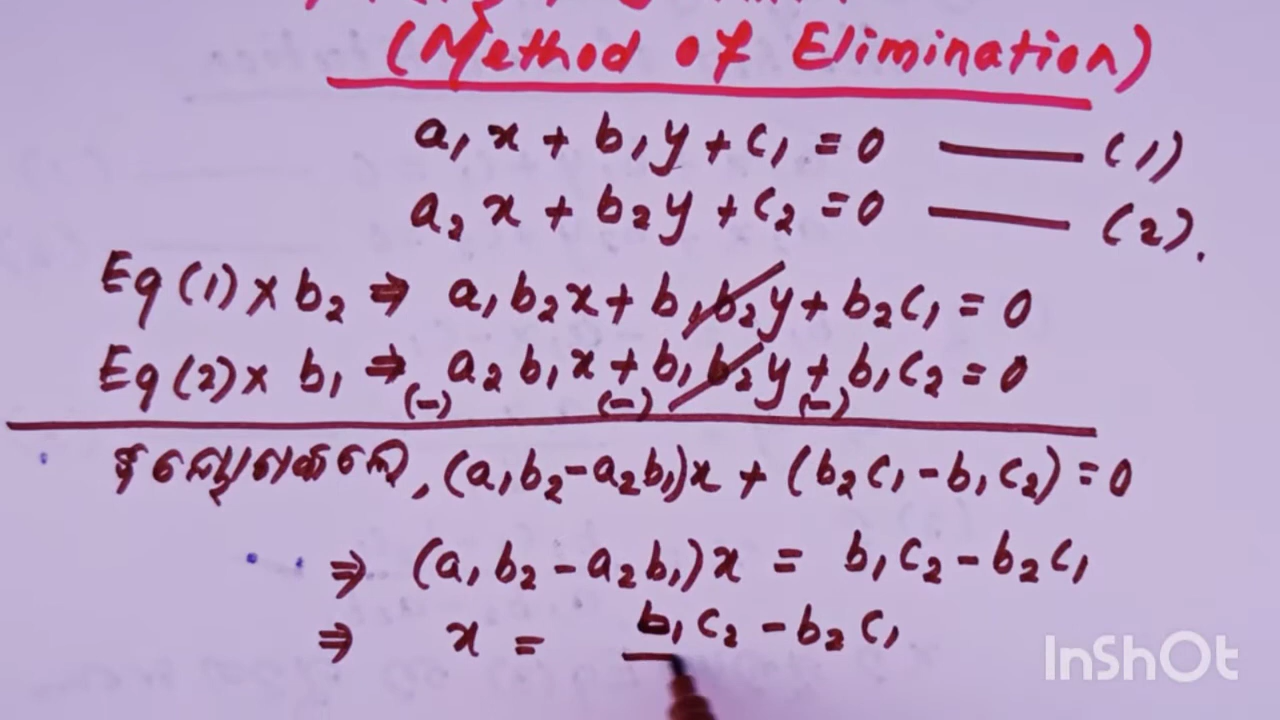 (Method of Elimination)
a₁x + b₁y + c₁ = 0 —— (1)
a₂x + b₂y + c₂ = 0 —— (2).
Eq (1) × b₂ ⇒ a₁b₂x + b₁b₂y + b₂c₁ = 0
Eq (2) × b₁ ⇒ a₂b₁x + b₁b₂y + b₁c₂ = 0
(-) (-) (-)
, (a₁b₂ - a₂b₁)x + (b₂c₁ - b₁c₂) = 0
⇒ (a₁b₂ - a₂b₁)x = b₁c₂ - b₂c₁
⇒ x = b₁c₂ - b₂c₁
InShOt